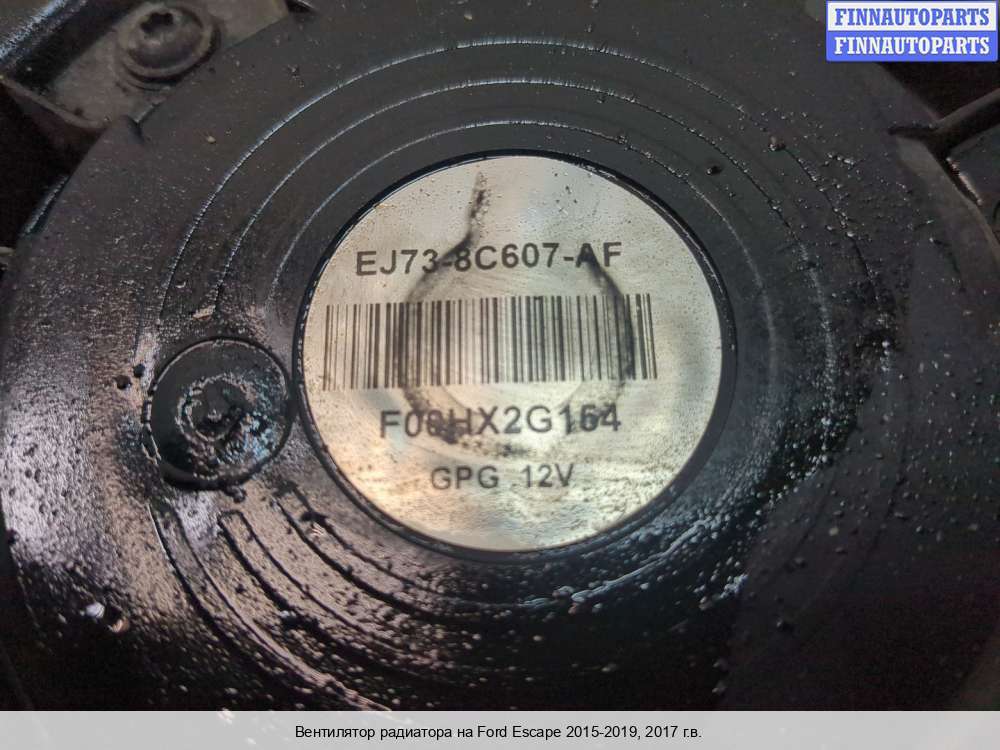 FINNAUTOPARTS
FINNAUTOPARTS
EJ73-8C607-AF
F00HX2G164
GPG 12V
Вентилятор радиатора на Ford Escape 2015-2019, 2017 г.в.